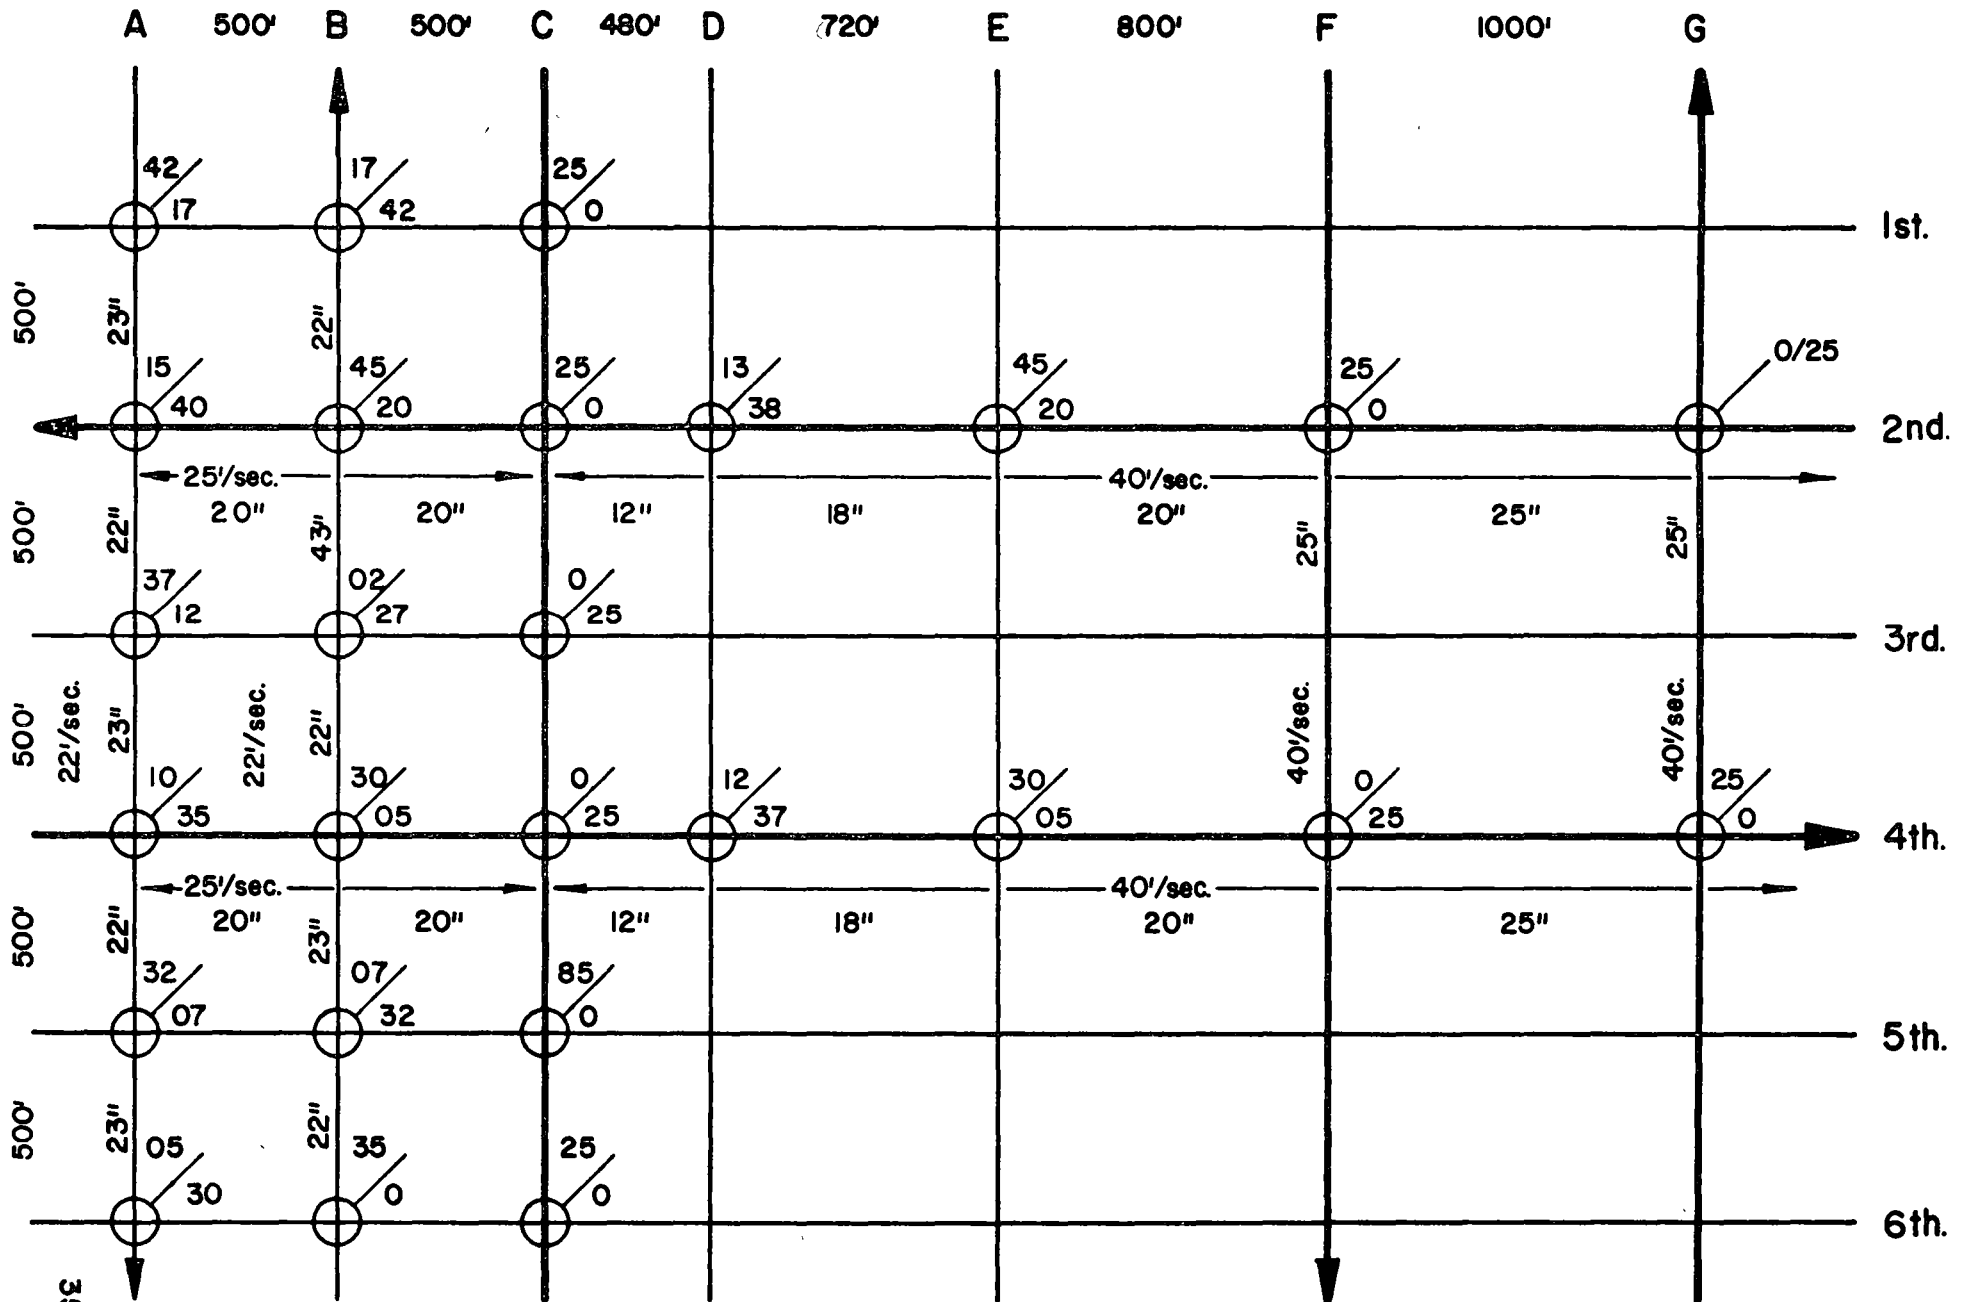 A 500' B 500' C 480' D 720' E 800' F 1000' G
42/17 17/42 25/0
1st.
500' 23" 22"
15/40 45/20 25/0 13/38 45/20 25/0 0/25
2nd.
25'/sec. 40'/sec.
20" 20" 12" 18" 20" 25"
500' 22" 43" 25" 25"
37/12 02/27 0/25
3rd.
500' 22'/sec. 23" 22'/sec. 22" 40'/sec. 40'/sec.
10/35 30/05 0/25 12/37 30/05 0/25 25/0
4th.
25'/sec. 40'/sec.
20" 20" 12" 18" 20" 25"
500' 22" 23"
32/07 07/32 85/0
5th.
500' 23" 22"
05/30 35/0 25/0
6th.